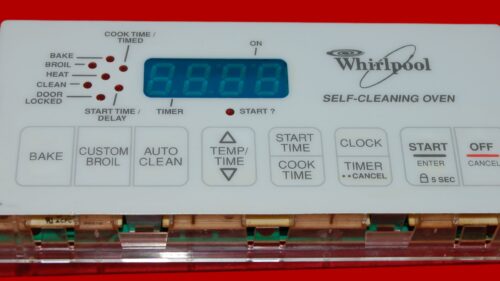 COOK TIME /
TIMED
BAKE
BROIL
HEAT
CLEAN
DOOR
LOCKED
START TIME /
DELAY
ON
8888
TIMER
START ?
Whirlpool
SELF-CLEANING OVEN
BAKE
CUSTOM
BROIL
AUTO
CLEAN
TEMP/
TIME
START
TIME
COOK
TIME
CLOCK
TIMER
••CANCEL
START
ENTER
5 SEC
OFF
CANCEL